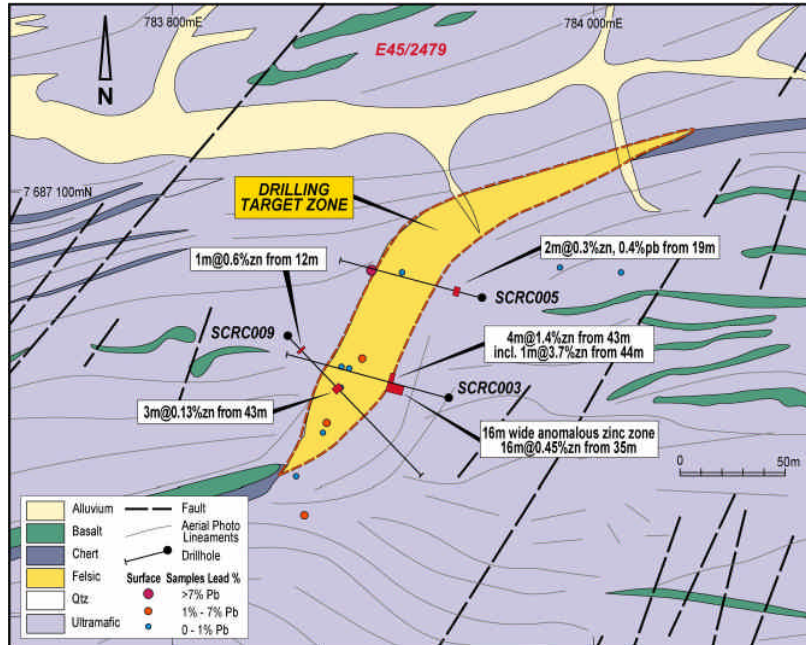 783 800mE
784 000mE
E45/2479
N
7 687 100mN
DRILLING
TARGET ZONE
1m@0.6%zn from 12m
2m@0.3%zn, 0.4%pb from 19m
SCRC005
SCRC009
4m@1.4%zn from 43m
incl. 1m@3.7%zn from 44m
SCRC003
3m@0.13%zn from 43m
16m wide anomalous zinc zone
16m@0.45%zn from 35m
0 50m
Alluvium
Basalt
Chert
Felsic
Qtz
Ultramafic
Fault
Aerial Photo
Lineaments
Drillhole
Surface Samples Lead %
>7% Pb
1% - 7% Pb
0 - 1% Pb